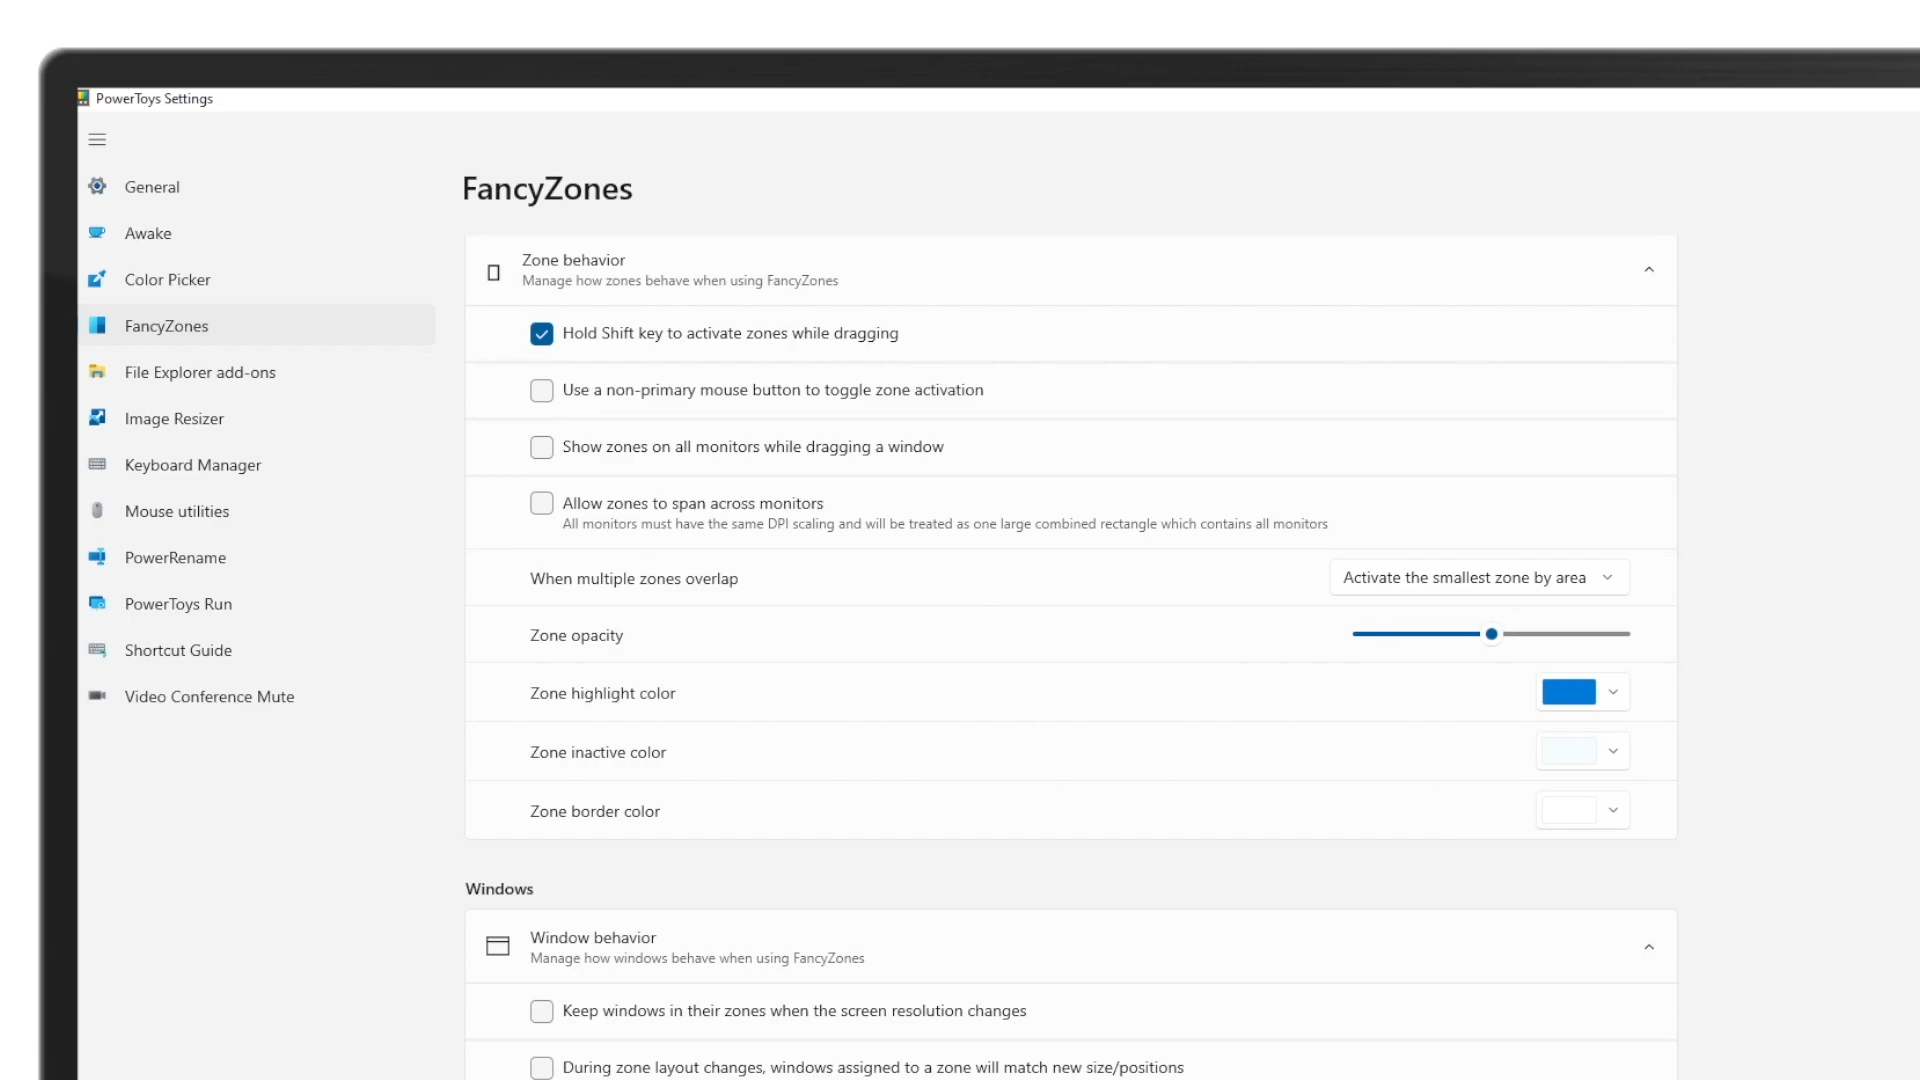 PowerToys Settings
General
Awake
Color Picker
FancyZones
File Explorer add-ons
Image Resizer
Keyboard Manager
Mouse utilities
PowerRename
PowerToys Run
Shortcut Guide
Video Conference Mute
FancyZones
Zone behavior
Manage how zones behave when using FancyZones
Hold Shift key to activate zones while dragging
Use a non-primary mouse button to toggle zone activation
Show zones on all monitors while dragging a window
Allow zones to span across monitors
All monitors must have the same DPI scaling and will be treated as one large combined rectangle which contains all monitors
When multiple zones overlap
Activate the smallest zone by area
Zone opacity
Zone highlight color
Zone inactive color
Zone border color
Windows
Window behavior
Manage how windows behave when using FancyZones
Keep windows in their zones when the screen resolution changes
During zone layout changes, windows assigned to a zone will match new size/positions